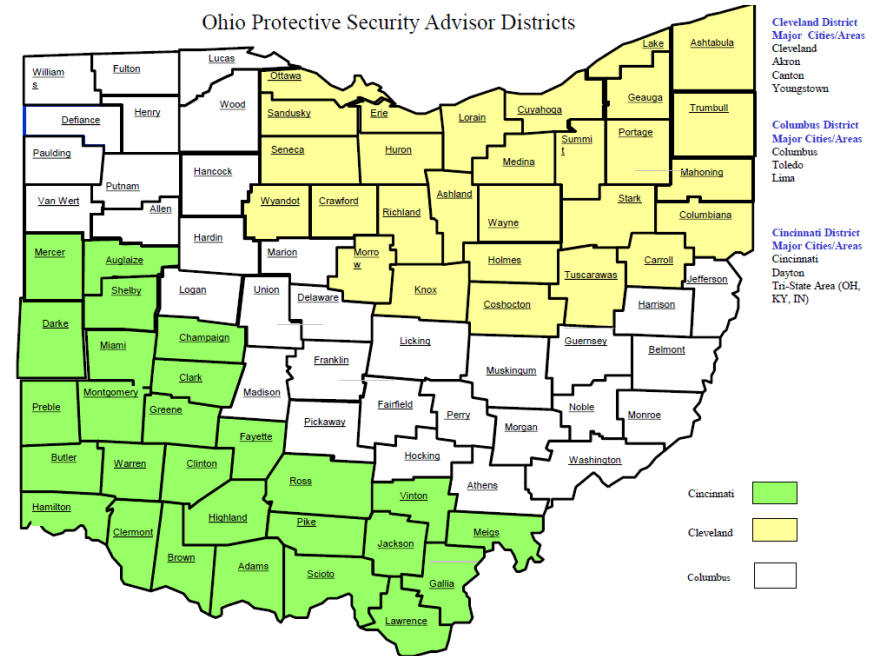 Ohio Protective Security Advisor Districts
Cleveland District
Major Cities/Areas
Cleveland
Akron
Canton
Youngstown
Columbus District
Major Cities/Areas
Columbus
Toledo
Lima
Cincinnati District
Major Cities/Areas
Cincinnati
Dayton
Tri-State Area (OH,
KY, IN)
William
s
Fulton
Lucas
Ottawa
Lake
Ashtabula
Defiance
Henry
Wood
Sandusky
Erie
Lorain
Cuyahoga
Geauga
Trumbull
Paulding
Putnam
Hancock
Seneca
Huron
Medina
Summi
t
Portage
Mahoning
Van Wert
Allen
Wyandot
Crawford
Richland
Ashland
Wayne
Stark
Columbiana
Mercer
Auglaize
Hardin
Marion
Morro
w
Holmes
Tuscarawas
Carroll
Jefferson
Shelby
Logan
Union
Delaware
Knox
Coshocton
Harrison
Darke
Miami
Champaign
Licking
Guernsey
Belmont
Clark
Franklin
Muskingum
Preble
Montgomery
Greene
Madison
Pickaway
Fairfield
Perry
Morgan
Noble
Monroe
Butler
Warren
Clinton
Fayette
Ross
Hocking
Athens
Washington
Hamilton
Clermont
Highland
Pike
Vinton
Meigs
Brown
Adams
Scioto
Jackson
Gallia
Lawrence
Cincinnati
Cleveland
Columbus